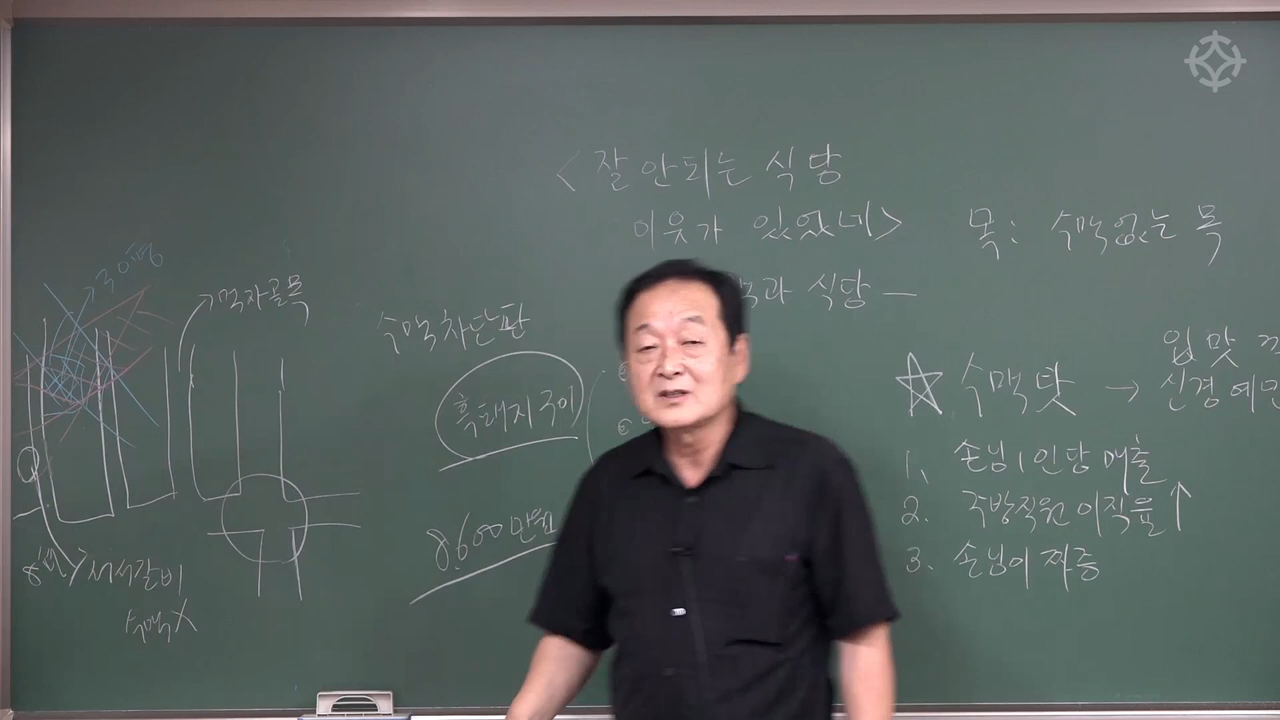 <잘 안되는 식당
이웃가 있었네>
목: 수맥없는 목
과 식당 —
→ 먹자골목
수맥차단판
흑돼지구이
8,600만원
서서갈비
수맥X
☆ 수맥탓 → 입맛
신경 예민
1. 손님 1인당 매출
2. 주방직원 이직율↑
3. 손님이 짜증